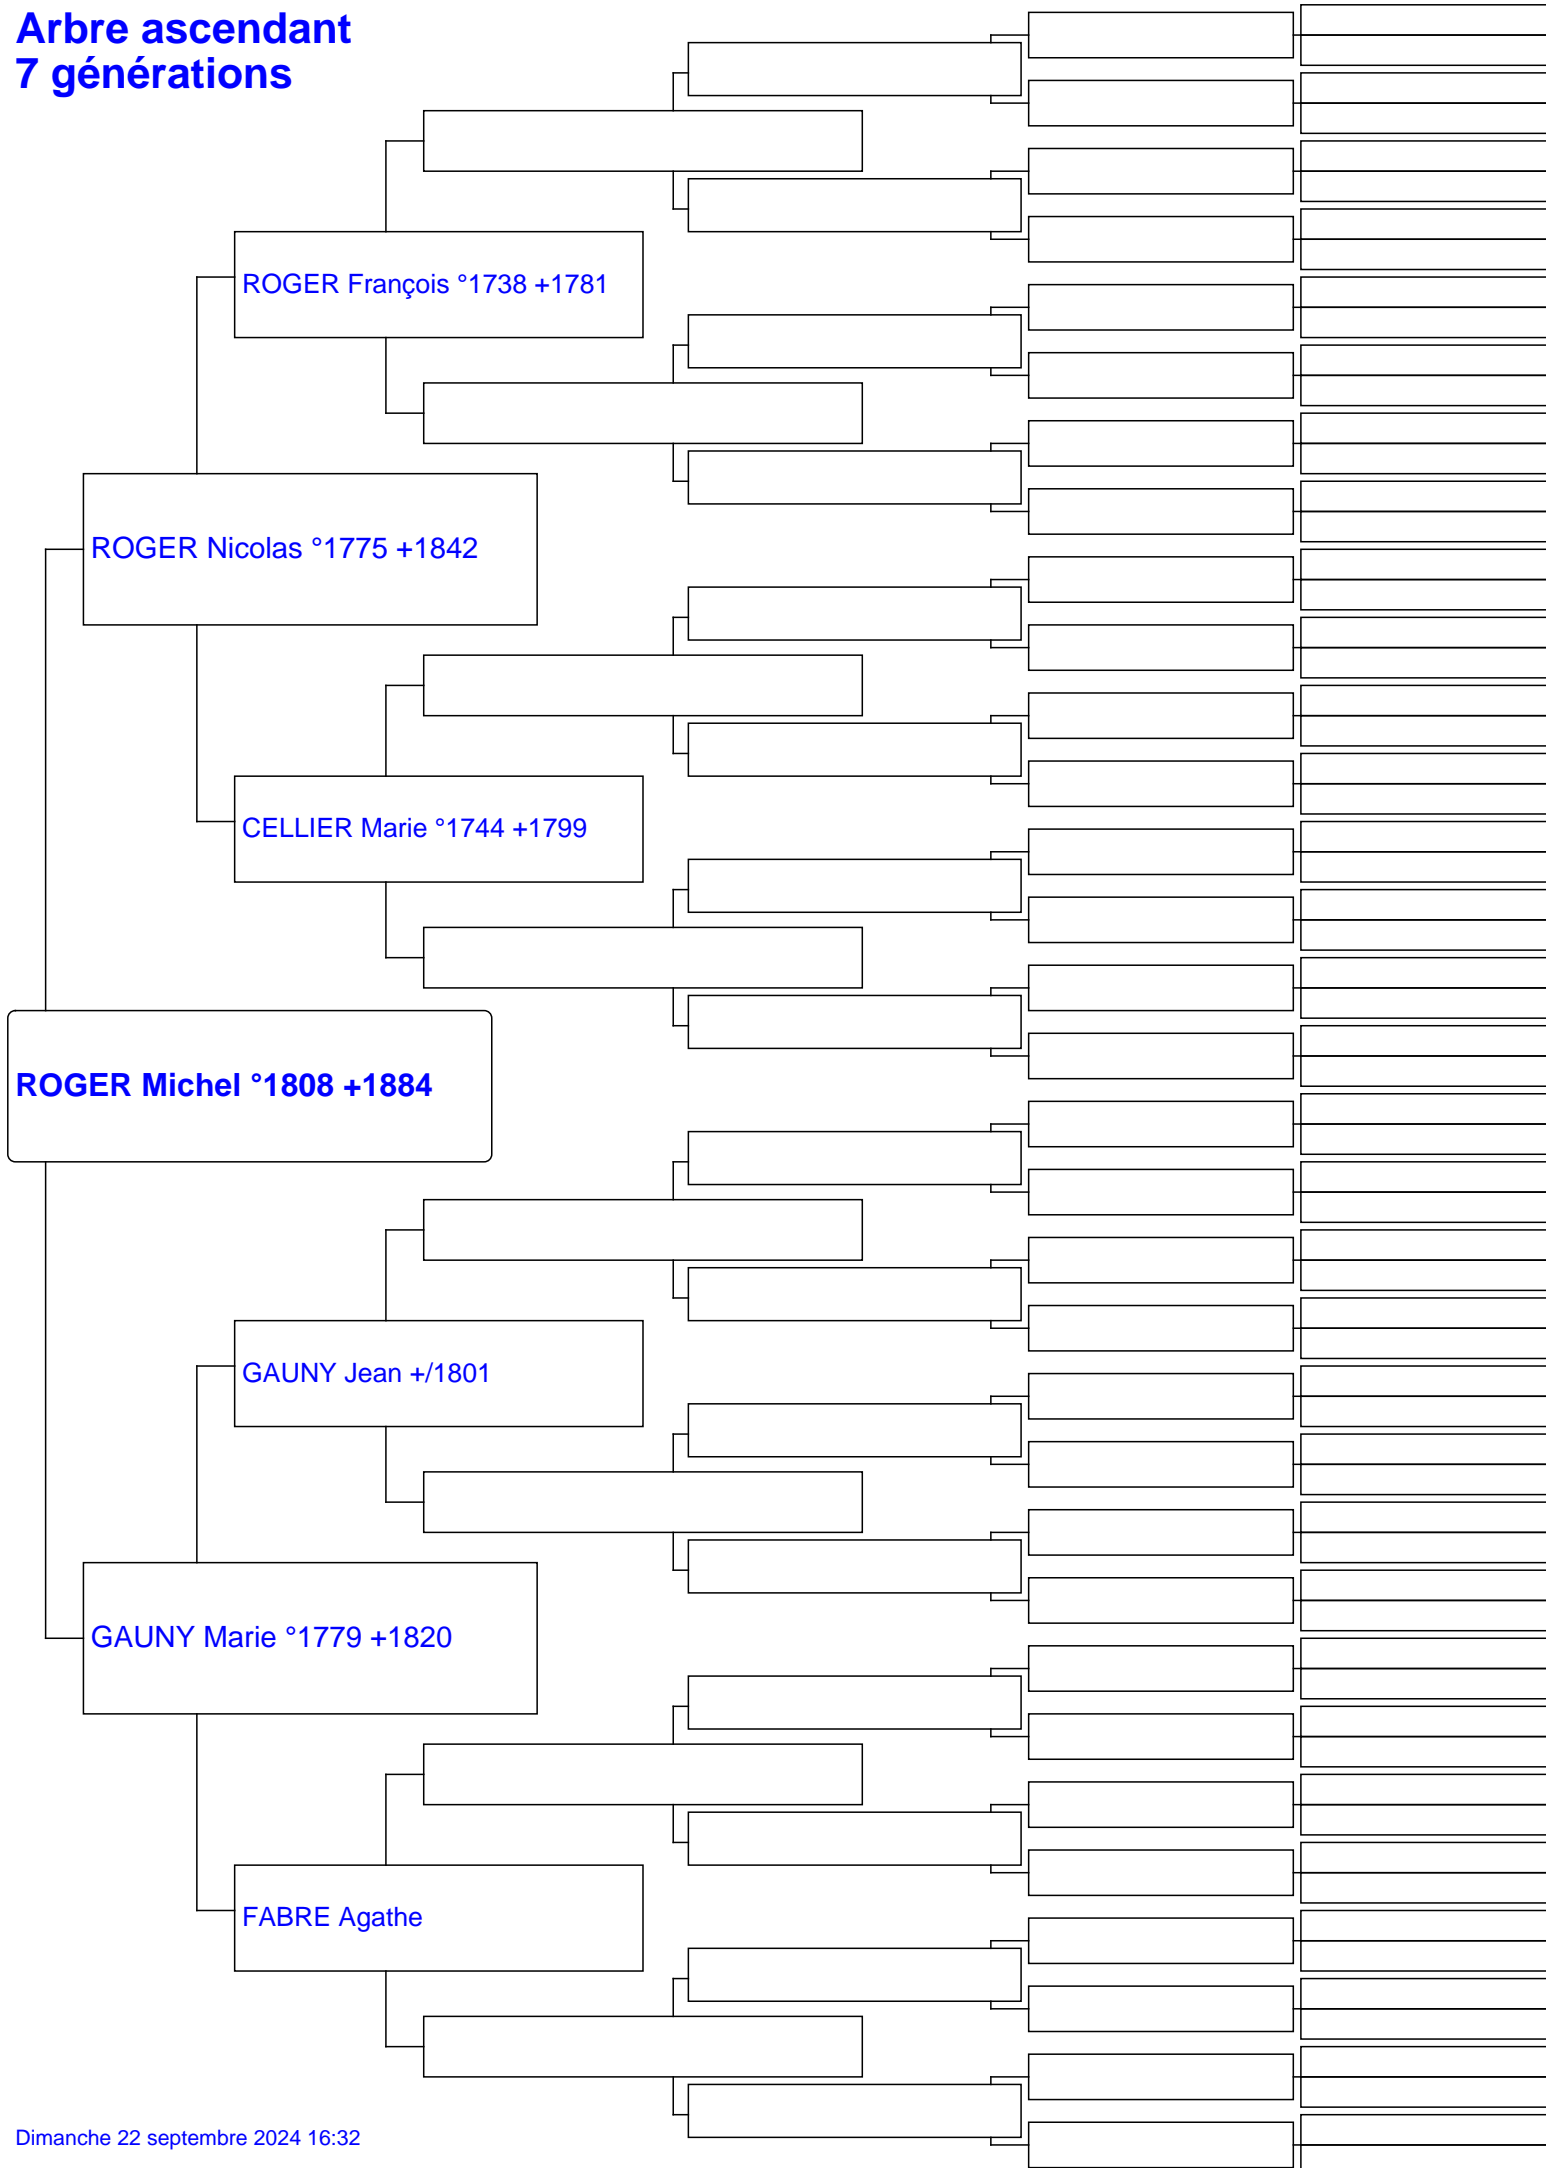 Arbre ascendant
7 générations
ROGER François °1738 +1781
ROGER Nicolas °1775 +1842
CELLIER Marie °1744 +1799
ROGER Michel °1808 +1884
GAUNY Jean +/1801
GAUNY Marie °1779 +1820
FABRE Agathe
Dimanche 22 septembre 2024 16:32